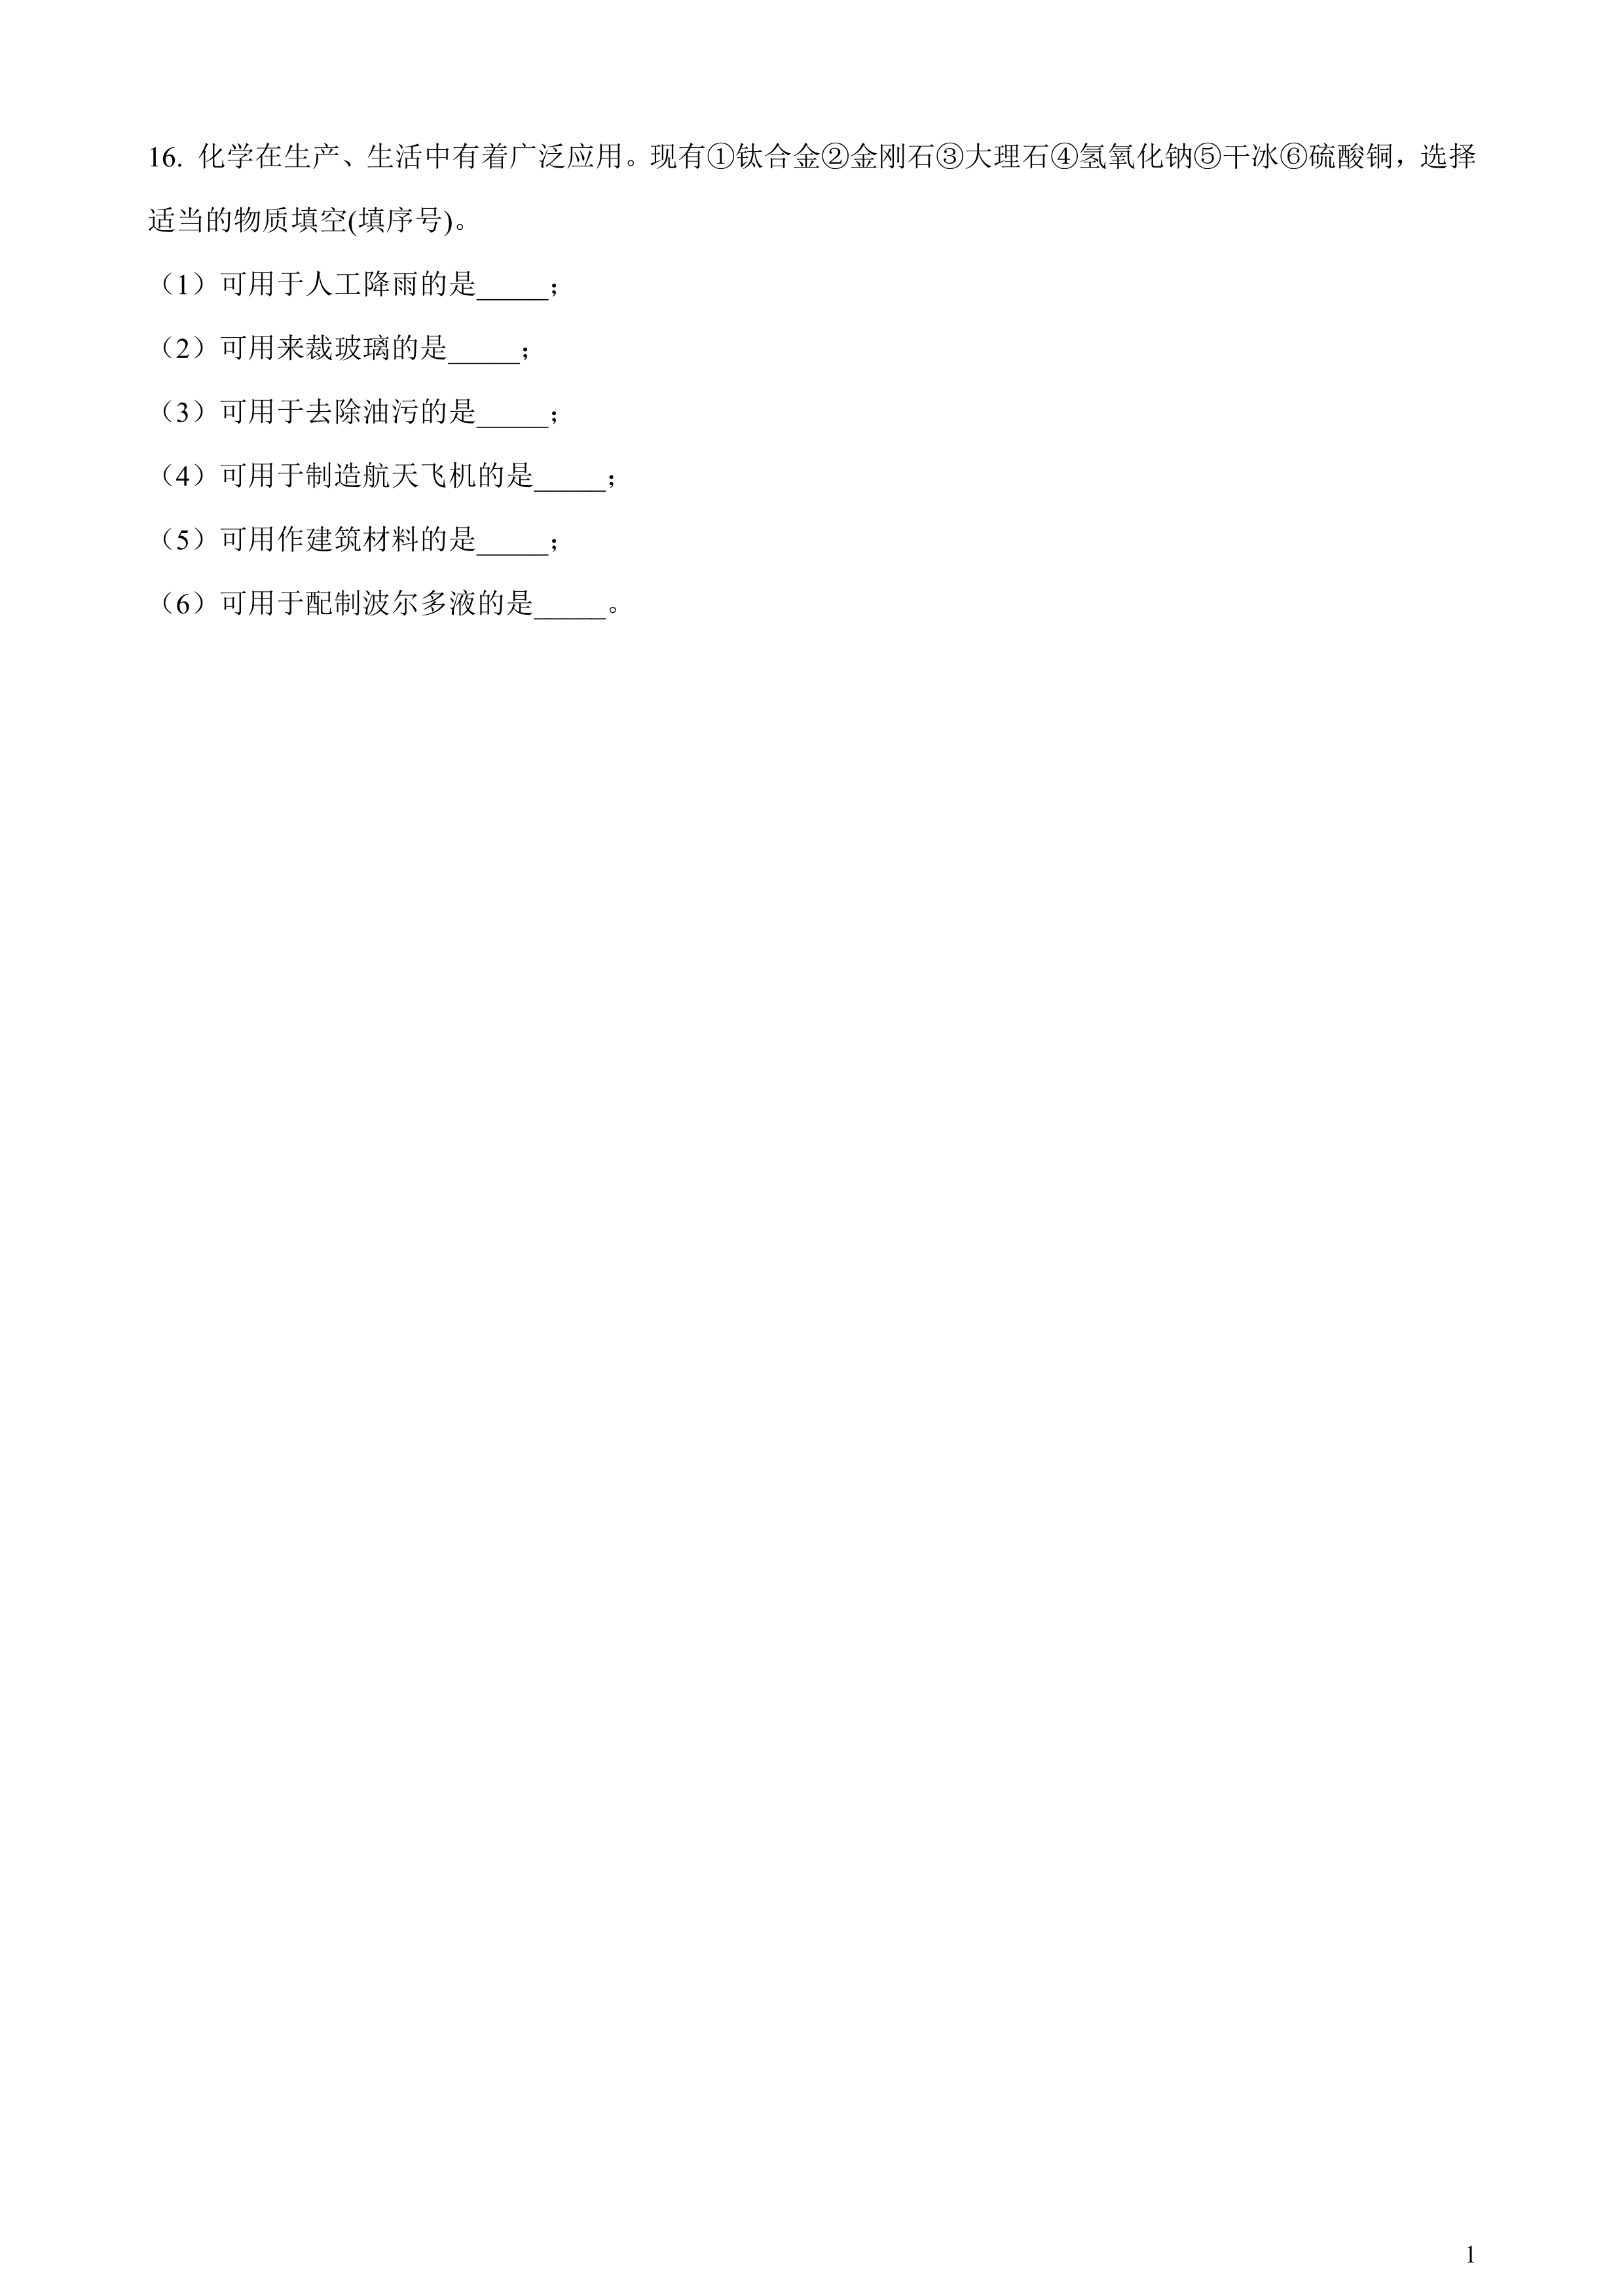 16. 化学在生产、生活中有着广泛应用。现有①钛合金②金刚石③大理石④氢氧化钠⑤干冰⑥硫酸铜，选择
适当的物质填空(填序号)。
（1）可用于人工降雨的是_____；
（2）可用来裁玻璃的是_____；
（3）可用于去除油污的是_____；
（4）可用于制造航天飞机的是_____；
（5）可用作建筑材料的是_____；
（6）可用于配制波尔多液的是_____。
1